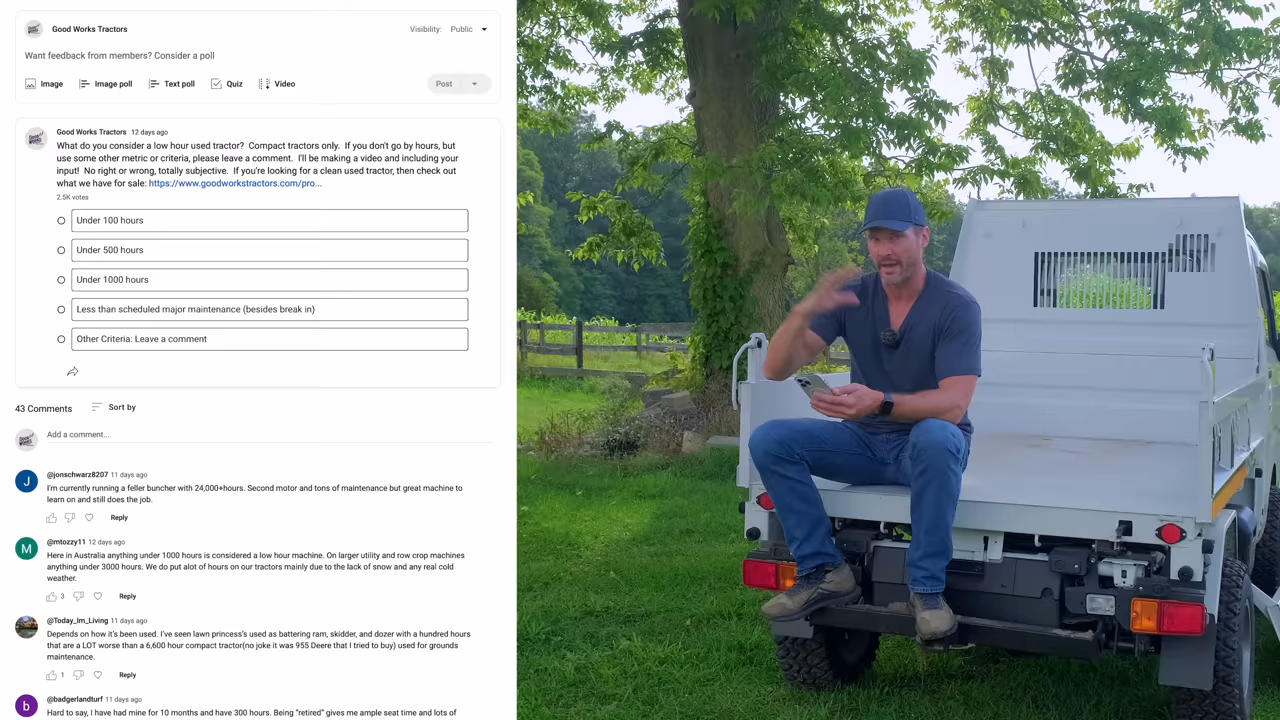 Good Works Tractors
Visibility: Public
Want feedback from members? Consider a poll
Image Image poll Text poll Quiz Video Post
Good Works Tractors 12 days ago
What do you consider a low hour used tractor? Compact tractors only. If you don't go by hours, but
use some other metric or criteria, please leave a comment. I'll be making a video and including your
input! No right or wrong, totally subjective. If you're looking for a clean used tractor, then check out
what we have for sale: https://www.goodworkstractors.com/pro...
2.5K votes
Under 100 hours
Under 500 hours
Under 1000 hours
Less than scheduled major maintenance (besides break in)
Other Criteria: Leave a comment
43 Comments Sort by
Add a comment...
J
@jonschwarz8207 11 days ago
I'm currently running a feller buncher with 24,000+hours. Second motor and tons of maintenance but great machine to
learn on and still does the job.
Reply
M
@mtozzy11 12 days ago
Here in Australia anything under 1000 hours is considered a low hour machine. On larger utility and row crop machines
anything under 3000 hours. We do put alot of hours on our tractors mainly due to the lack of snow and any real cold
weather.
3 Reply
@Today_Im_Living 11 days ago
Depends on how it's been used. I've seen lawn princess's used as battering ram, skidder, and dozer with a hundred hours
that are a LOT worse than a 6,600 hour compact tractor(no joke it was 955 Deere that I tried to buy) used for grounds
maintenance.
1 Reply
b
@badgerlandturf 11 days ago
Hard to say, I have had mine for 10 months and have 300 hours. Being "retired" gives me ample seat time and lots of